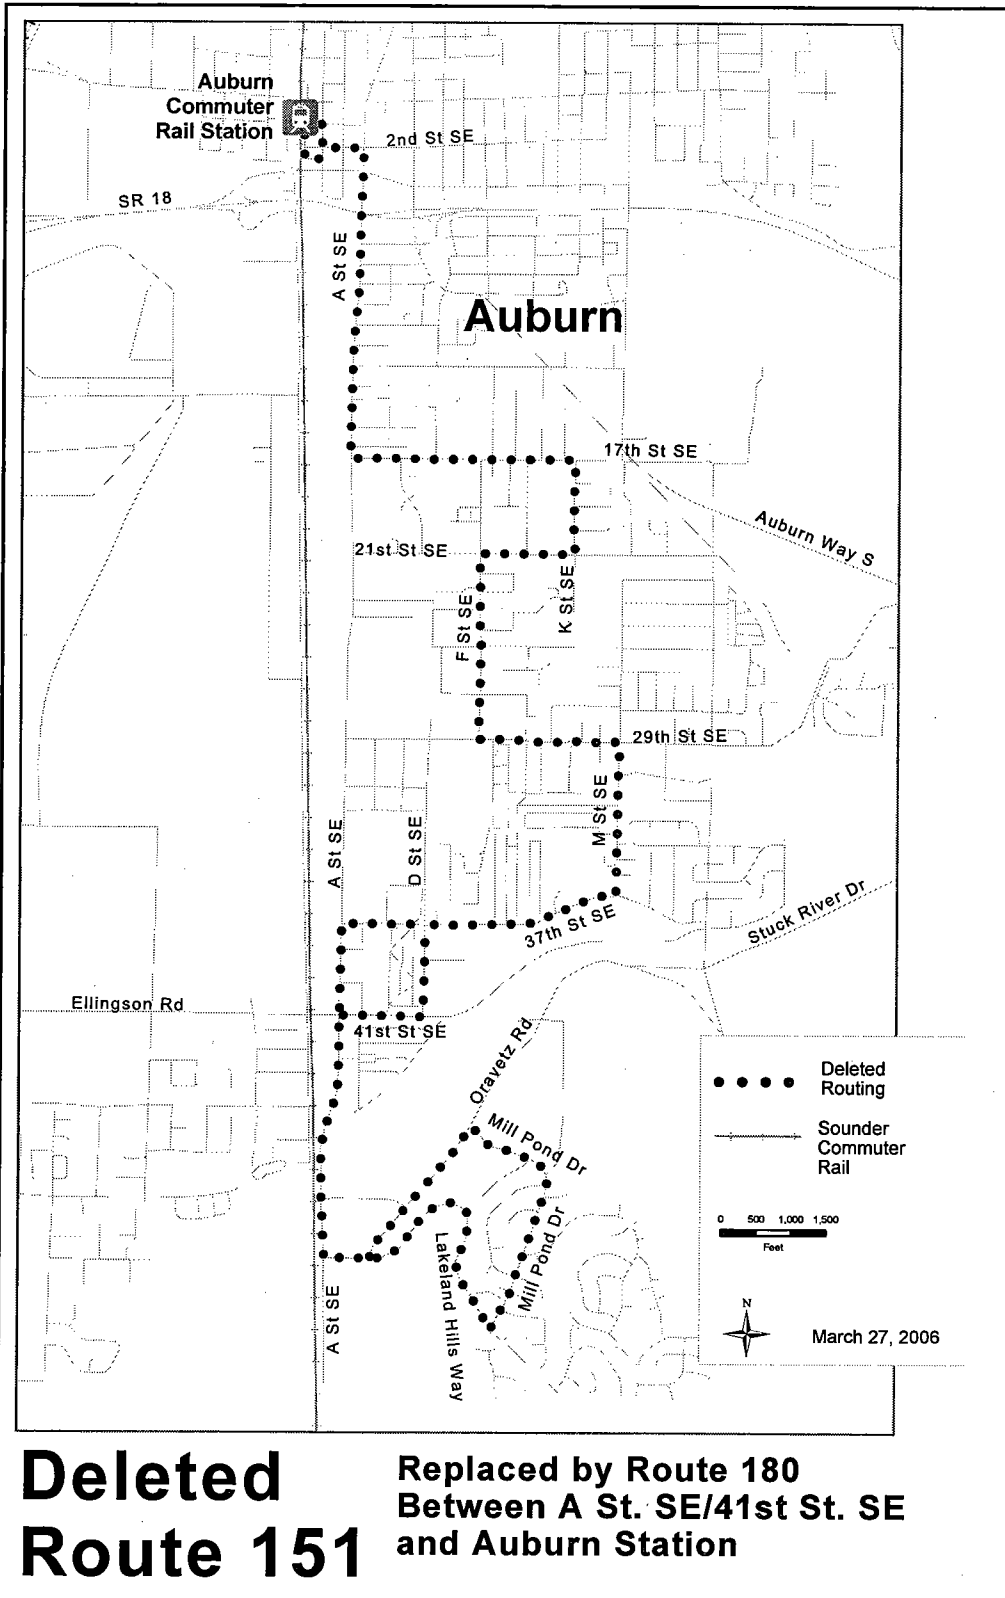 Auburn
Commuter
Rail Station
2nd St SE
SR 18
A St SE
Auburn
17th St SE
Auburn Way S
21st St SE
K St SE
F St SE
29th St SE
M St SE
A St SE
D St SE
Stuck River Dr
37th St SE
Ellingson Rd
41st St SE
Oravetz Rd
Mill Pond Dr
Mill Pond Dr
Lakeland Hills Way
A St SE
Deleted
Routing
Sounder
Commuter
Rail
0 500 1,000 1,500
Feet
N
March 27, 2006
Deleted
Route 151
Replaced by Route 180
Between A St. SE/41st St. SE
and Auburn Station